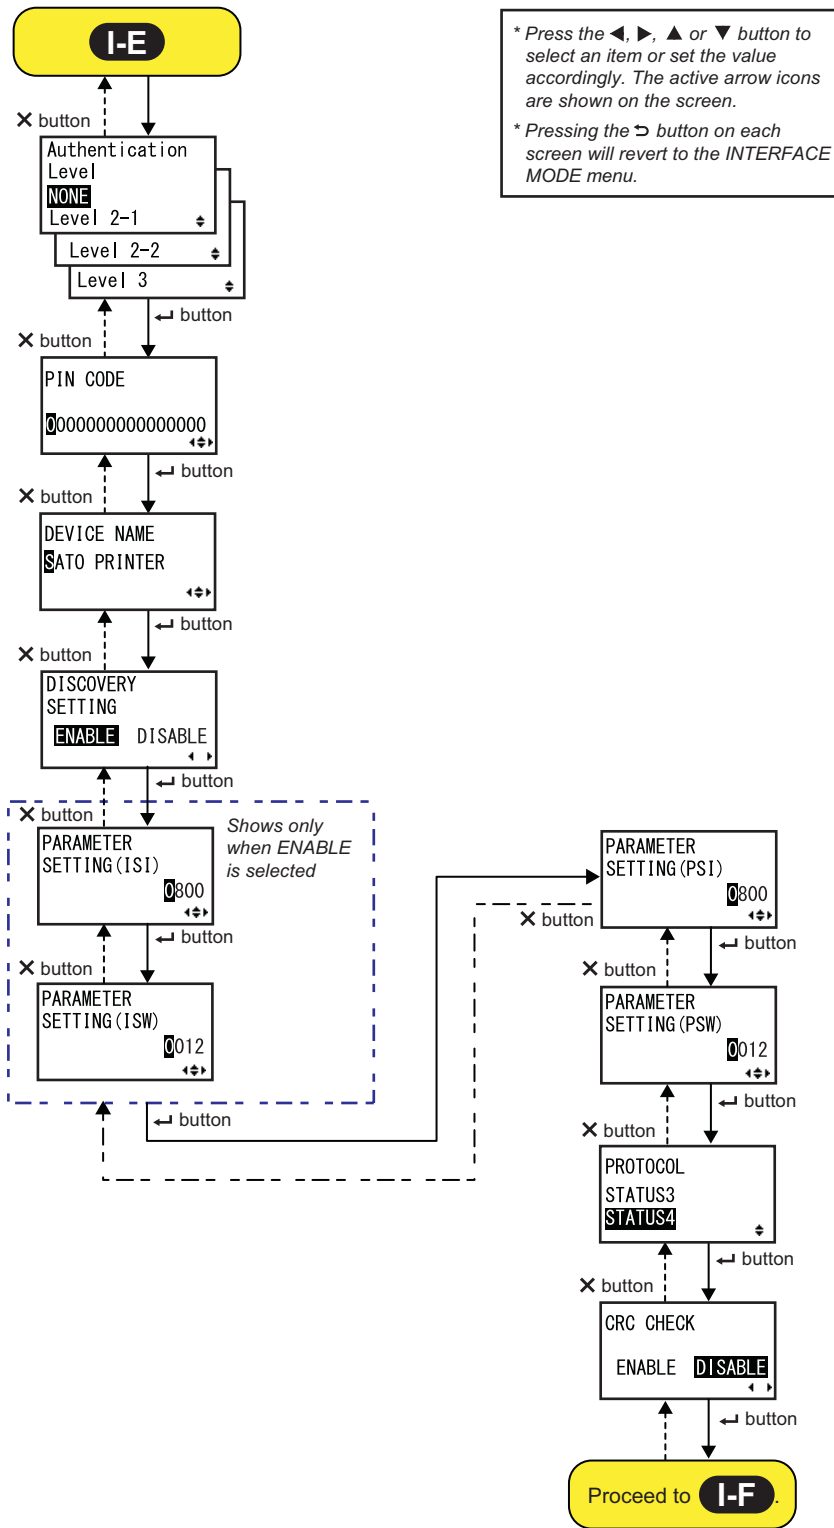 I-E
* Press the ◀, ▶, ▲ or ▼ button to
select an item or set the value
accordingly. The active arrow icons
are shown on the screen.
* Pressing the ⮌ button on each
screen will revert to the INTERFACE
MODE menu.
✕ button
Authentication
Level
NONE
Level 2-1
Level 2-2
Level 3
↵ button
✕ button
PIN CODE
0000000000000000
↵ button
✕ button
DEVICE NAME
SATO PRINTER
↵ button
✕ button
DISCOVERY
SETTING
ENABLE DISABLE
↵ button
✕ button
Shows only
when ENABLE
is selected
PARAMETER
SETTING(ISI)
0800
↵ button
✕ button
PARAMETER
SETTING(ISW)
0012
↵ button
PARAMETER
SETTING(PSI)
0800
✕ button
↵ button
✕ button
PARAMETER
SETTING(PSW)
0012
↵ button
✕ button
PROTOCOL
STATUS3
STATUS4
↵ button
✕ button
CRC CHECK
ENABLE DISABLE
↵ button
Proceed to I-F.